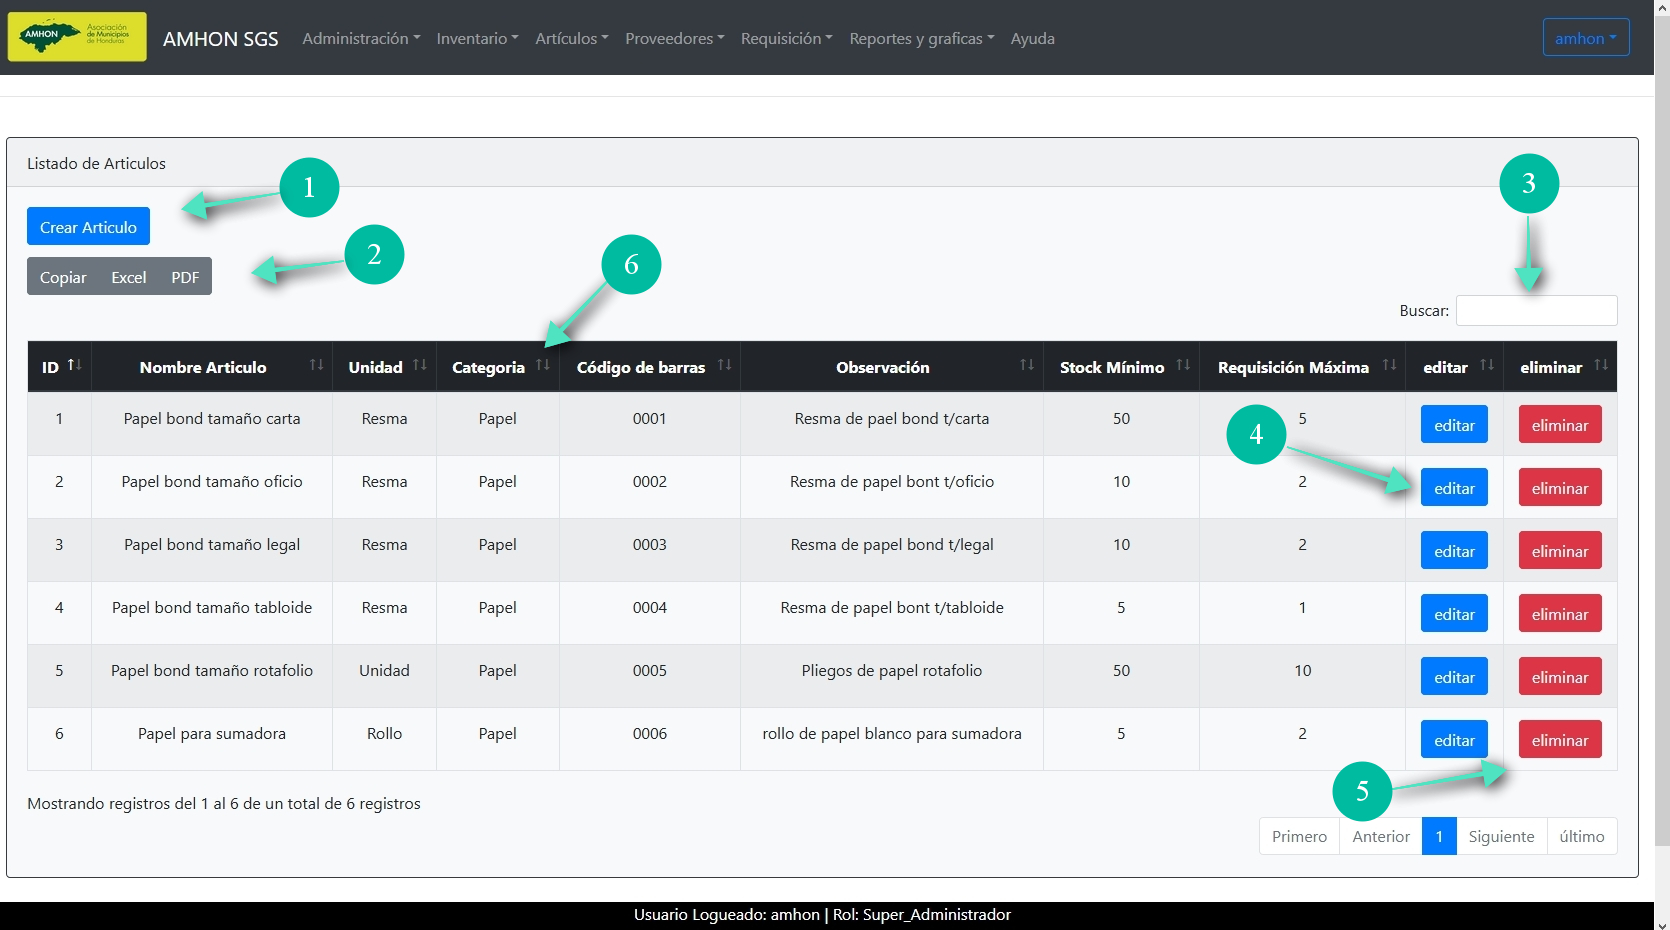 AMHON Asociación de Municipios de Honduras
AMHON SGS Administración Inventario Artículos Proveedores Requisición Reportes y graficas Ayuda amhon
Listado de Articulos
1
3
Crear Articulo
2
6
Copiar Excel PDF
Buscar:
ID Nombre Articulo Unidad Categoria Código de barras Observación Stock Mínimo Requisición Máxima editar eliminar
1 Papel bond tamaño carta Resma Papel 0001 Resma de pael bond t/carta 50 5 editar eliminar
4
2 Papel bond tamaño oficio Resma Papel 0002 Resma de papel bont t/oficio 10 2 editar eliminar
3 Papel bond tamaño legal Resma Papel 0003 Resma de papel bond t/legal 10 2 editar eliminar
4 Papel bond tamaño tabloide Resma Papel 0004 Resma de papel bont t/tabloide 5 1 editar eliminar
5 Papel bond tamaño rotafolio Unidad Papel 0005 Pliegos de papel rotafolio 50 10 editar eliminar
6 Papel para sumadora Rollo Papel 0006 rollo de papel blanco para sumadora 5 2 editar eliminar
5
Mostrando registros del 1 al 6 de un total de 6 registros
Primero Anterior 1 Siguiente último
Usuario Logueado: amhon | Rol: Super_Administrador